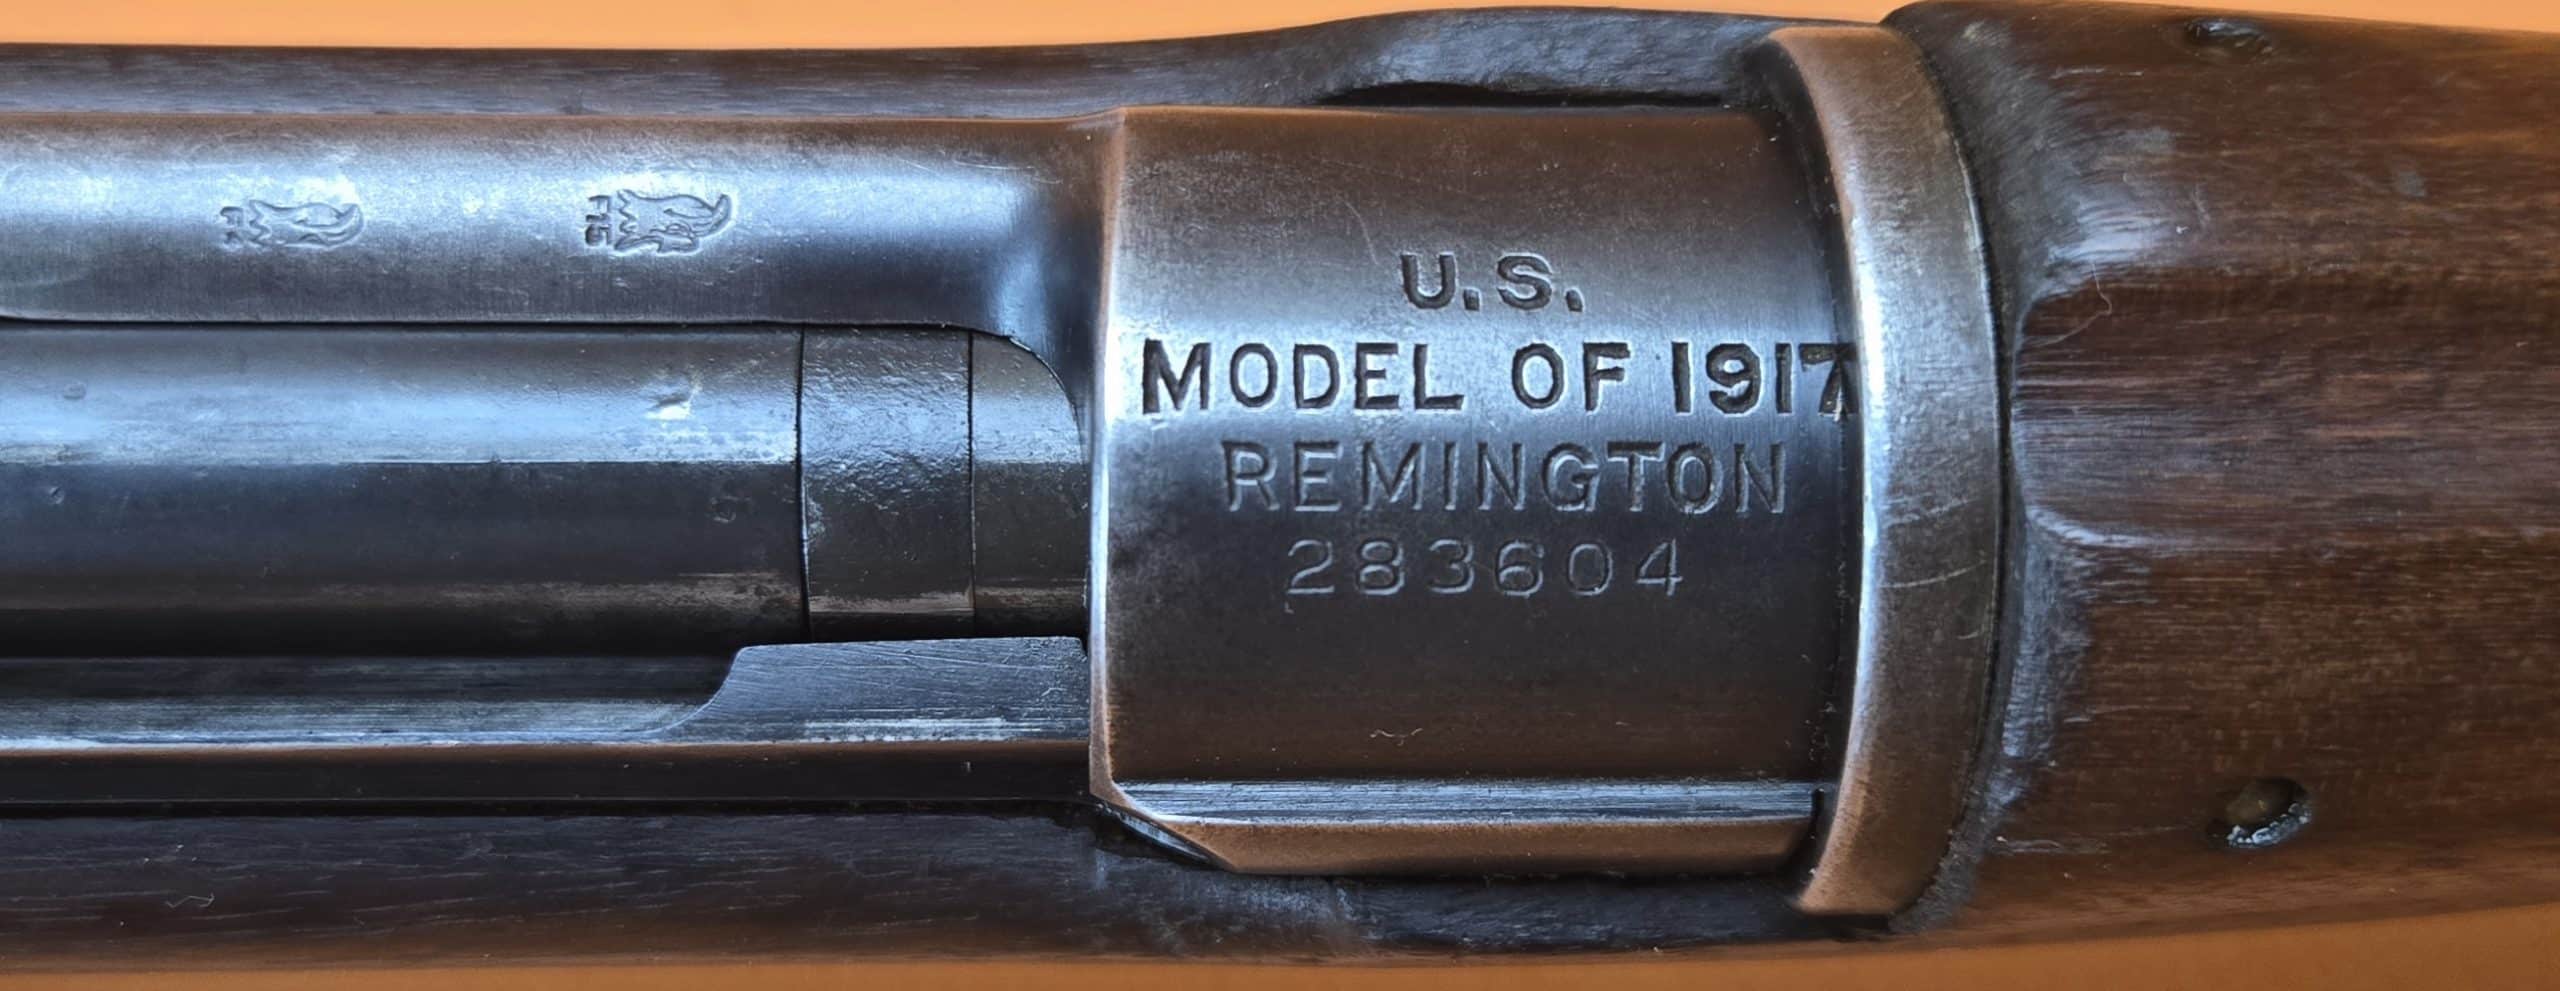 U.S.
MODEL OF 1917
REMINGTON
283604